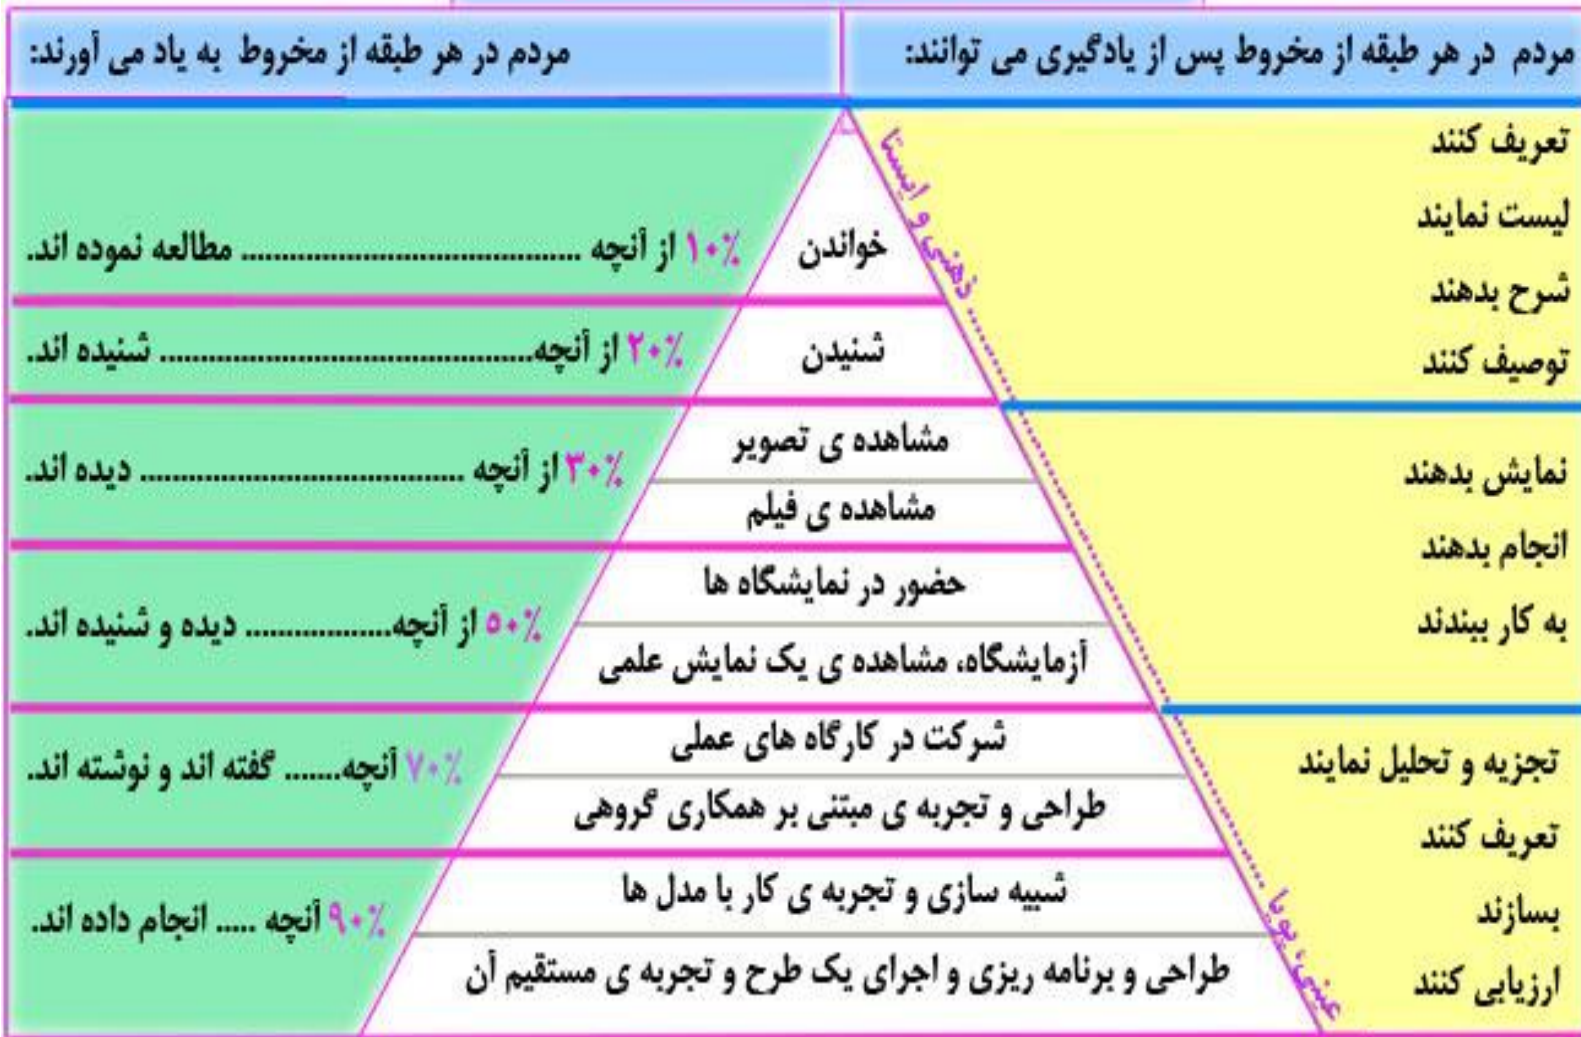 مردم در هر طبقه از مخروط پس از یادگیری می توانند:
مردم در هر طبقه از مخروط به یاد می آورند:
تعریف کنند
لیست نمایند
شرح بدهند
توصیف کنند
نمایش بدهند
انجام بدهند
به کار ببندند
تجزیه و تحلیل نمایند
تعریف کنند
بسازند
ارزیابی کنند
ذهنی و ایستا
عینی، پویا
خواندن
شنیدن
مشاهده ی تصویر
مشاهده ی فیلم
حضور در نمایشگاه ها
آزمایشگاه، مشاهده ی یک نمایش علمی
شرکت در کارگاه های عملی
طراحی و تجربه ی مبتنی بر همکاری گروهی
شبیه سازی و تجربه ی کار با مدل ها
طراحی و برنامه ریزی و اجرای یک طرح و تجربه ی مستقیم آن
۱۰٪ از آنچه .......................................... مطالعه نموده اند.
۲۰٪ از آنچه.............................................. شنیده اند.
۳۰٪ از آنچه ........................................ دیده اند.
۵۰٪ از آنچه.................. دیده و شنیده اند.
۷۰٪ آنچه....... گفته اند و نوشته اند.
۹۰٪ آنچه ..... انجام داده اند.